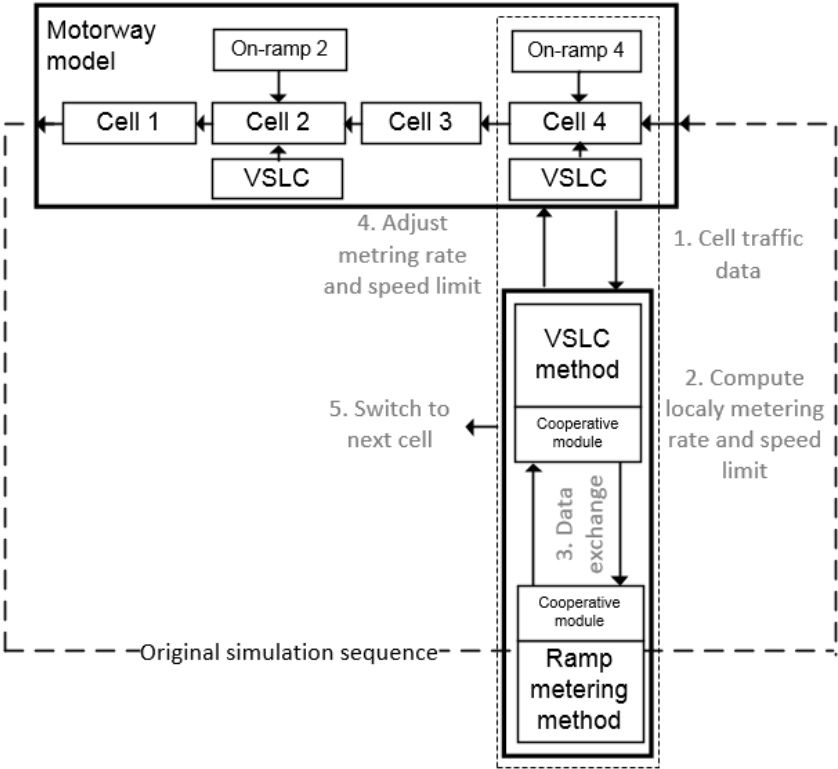 Motorway
model
On-ramp 2
On-ramp 4
Cell 1
Cell 2
Cell 3
Cell 4
VSLC
VSLC
4. Adjust
metring rate
and speed limit
1. Cell traffic
data
VSLC
method
Cooperative
module
2. Compute
localy metering
rate and speed
limit
5. Switch to
next cell
3. Data
exchange
Cooperative
module
Ramp
metering
method
Original simulation sequence